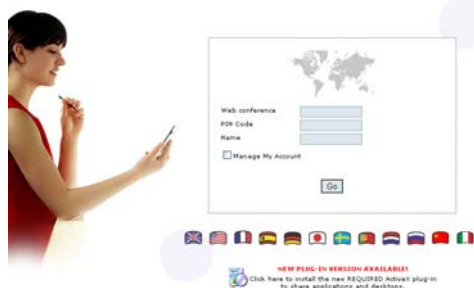 Web conference
PIN Code
Name
Manage My Account
Go
NEW PLUG-IN VERSION AVAILABLE!
Click here to install the new REQUIRED ActiveX plug-in
to share applications and desktops.